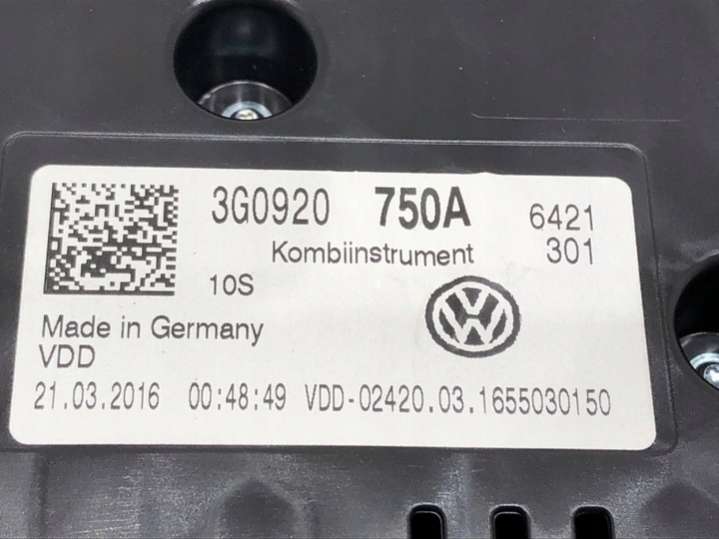 3G0920 750A 6421
Kombiinstrument 301
10S
Made in Germany
VDD
21.03.2016 00:48:49 VDD-02420.03.1655030150